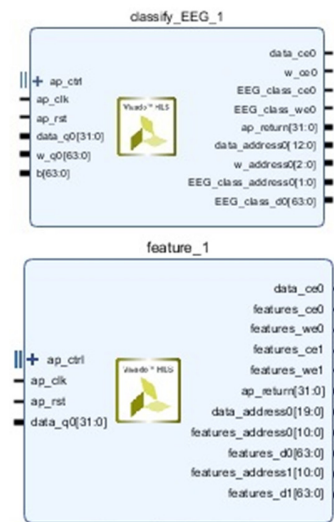 classify_EEG_1
ap_ctrl
ap_clk
ap_rst
data_q0[31:0]
w_q0[63:0]
b[63:0]
Vivado™ HLS
data_ce0
w_ce0
EEG_class_ce0
EEG_class_we0
ap_return[31:0]
data_address0[12:0]
w_address0[2:0]
EEG_class_address0[1:0]
EEG_class_d0[63:0]
feature_1
ap_ctrl
ap_clk
ap_rst
data_q0[31:0]
Vivado™ HLS
data_ce0
features_ce0
features_we0
features_ce1
features_we1
ap_return[31:0]
data_address0[19:0]
features_address0[10:0]
features_d0[63:0]
features_address1[10:0]
features_d1[63:0]